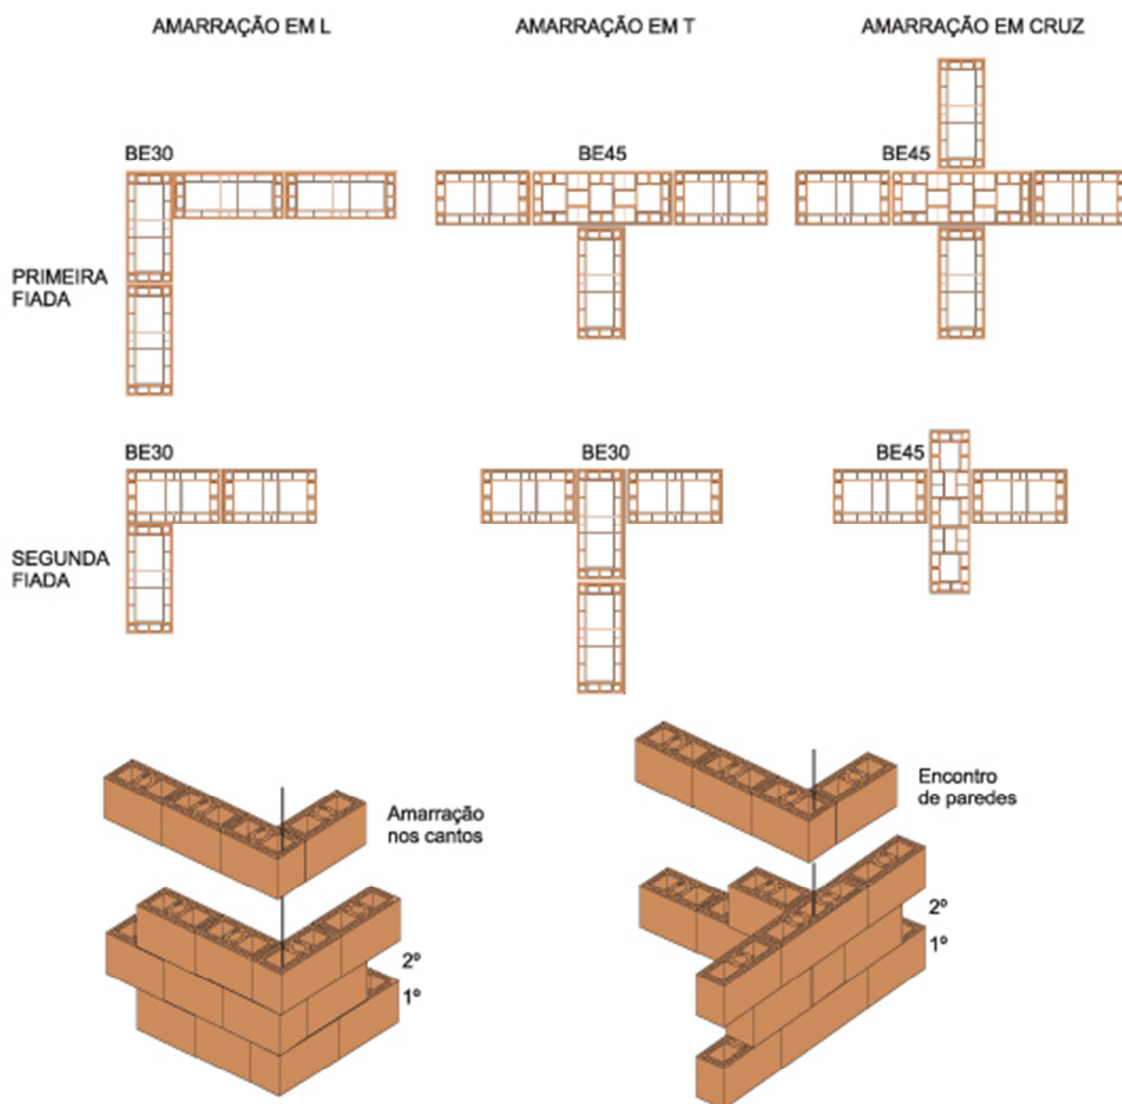 AMARRAÇÃO EM L
AMARRAÇÃO EM T
AMARRAÇÃO EM CRUZ
PRIMEIRA
FIADA
BE30
BE45
BE45
SEGUNDA
FIADA
BE30
BE30
BE45
Amarração
nos cantos
2º
1º
Encontro
de paredes
2º
1º